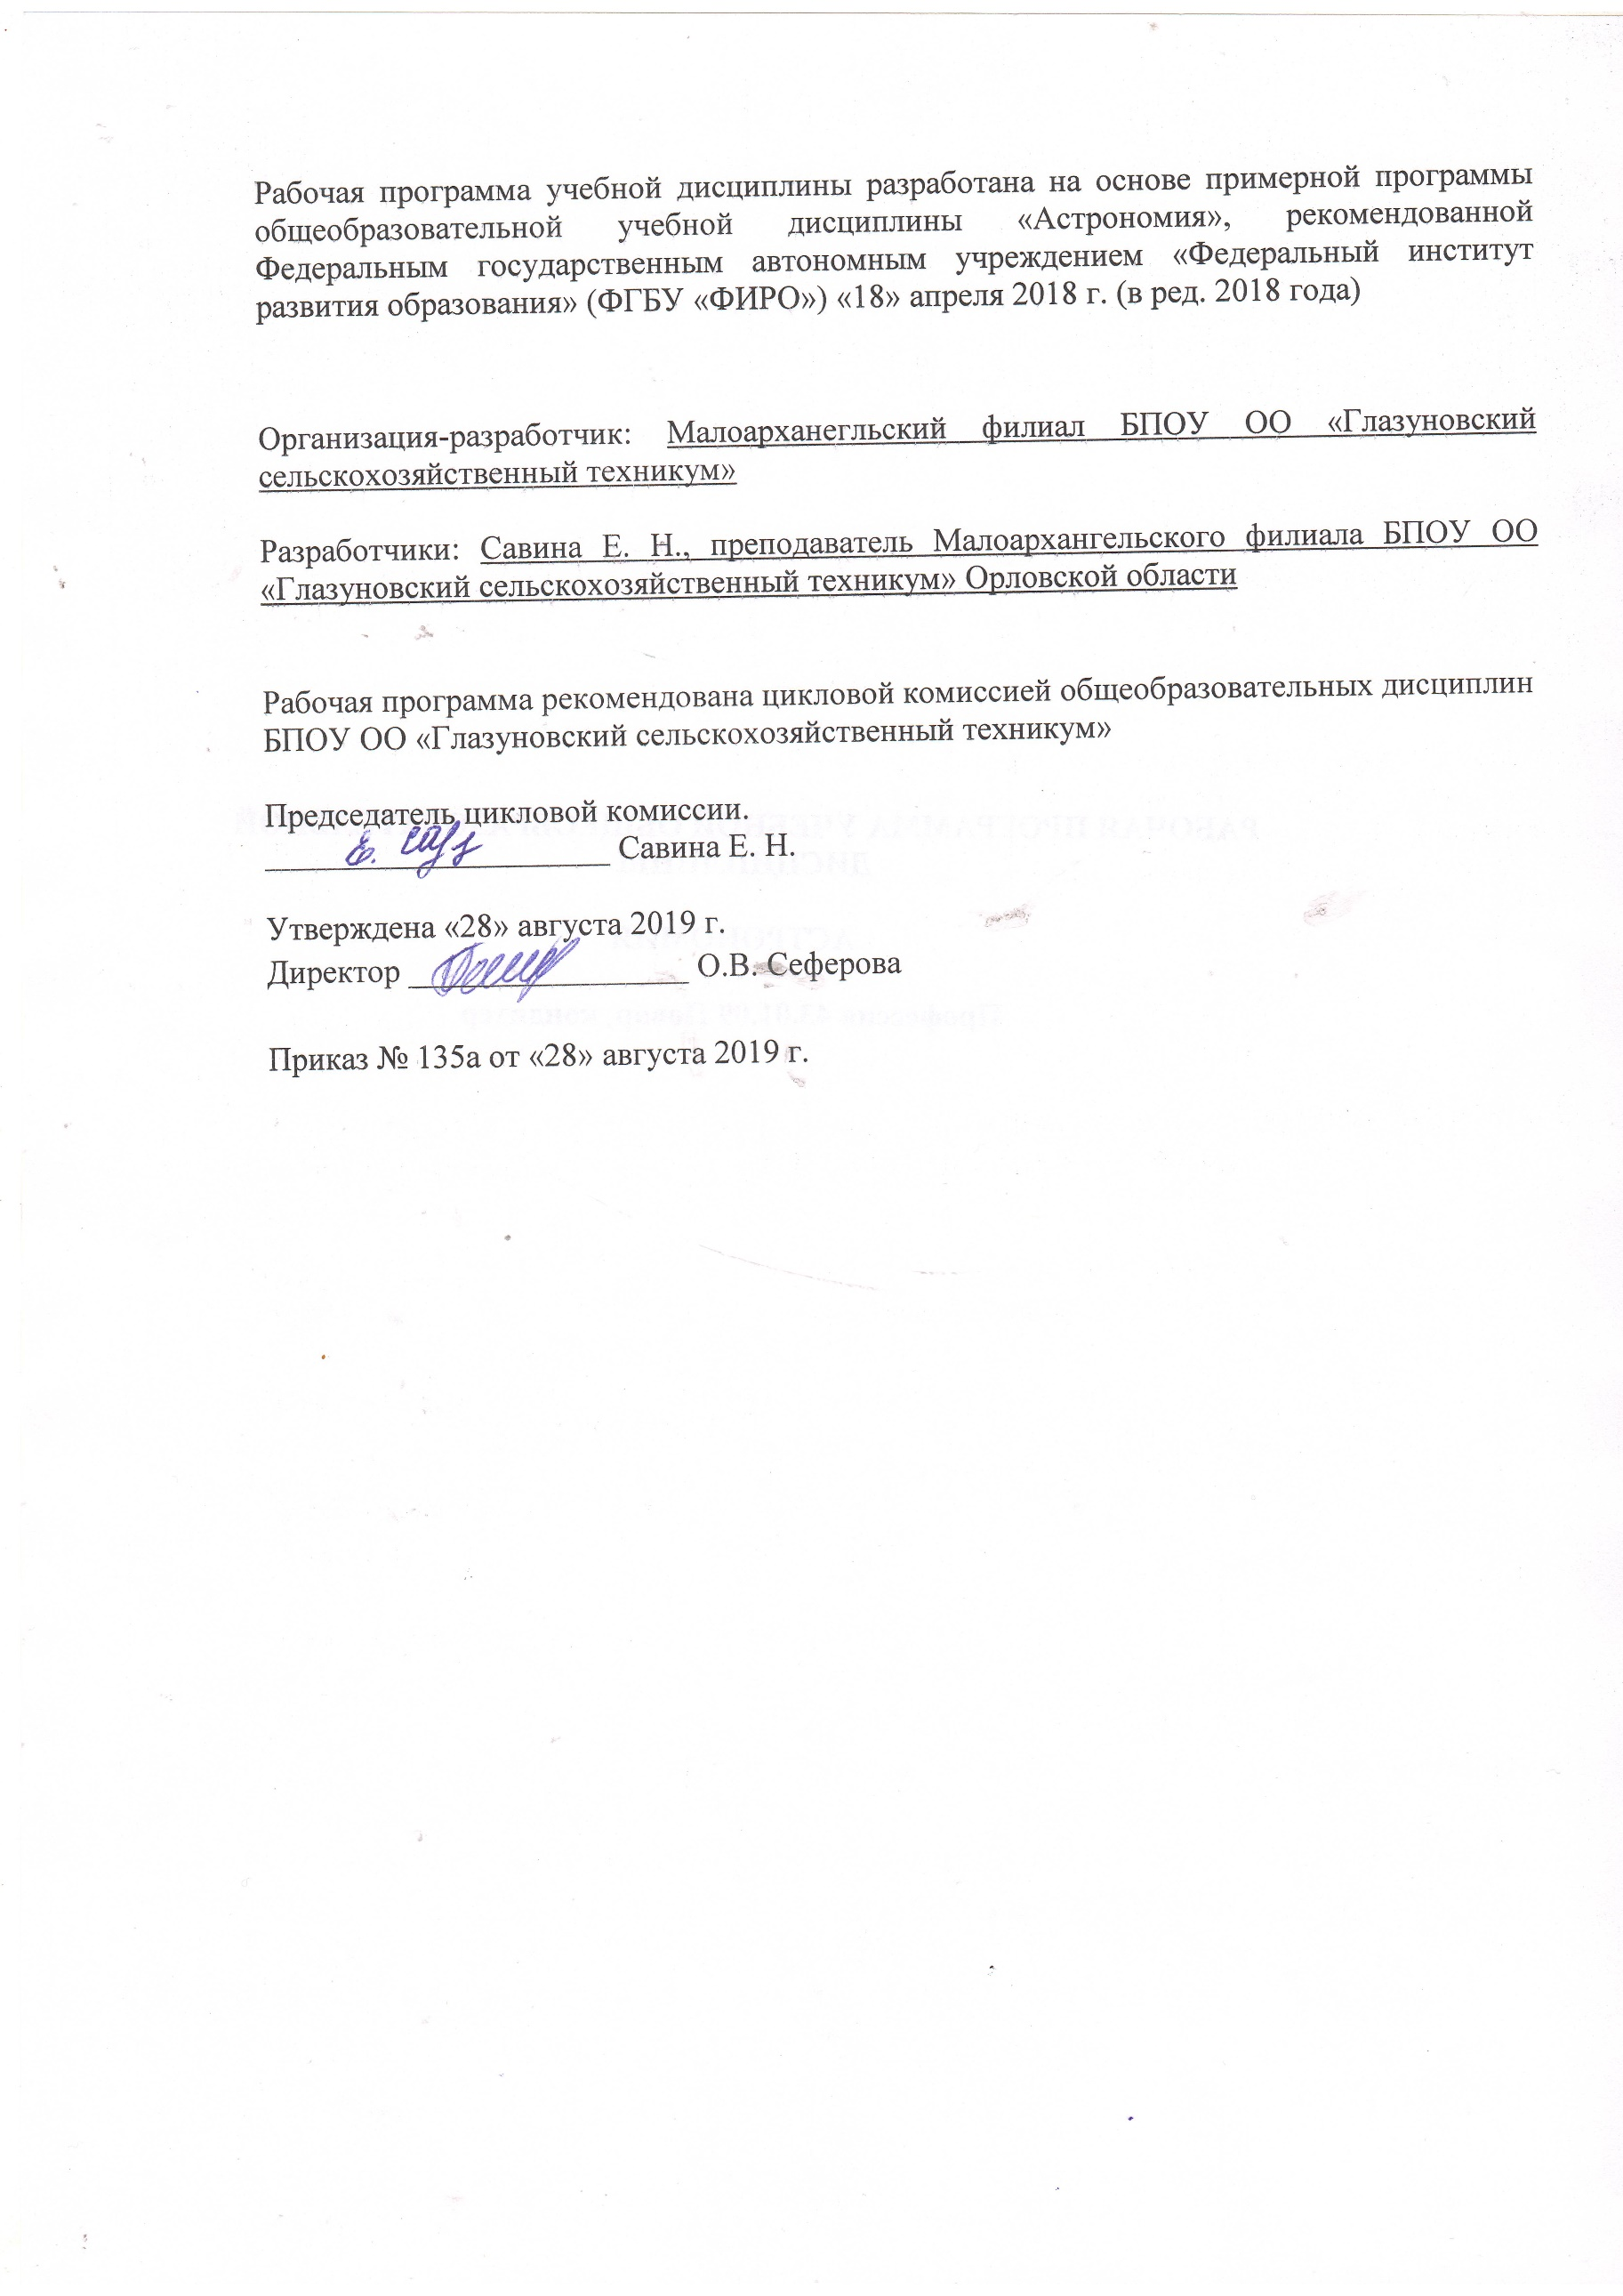 Рабочая программа учебной дисциплины разработана на основе примерной программы
общеобразовательной учебной дисциплины «Астрономия», рекомендованной
Федеральным государственным автономным учреждением «Федеральный институт
развития образования» (ФГБУ «ФИРО») «18» апреля 2018 г. (в ред. 2018 года)
Организация-разработчик: Малоарханегльский филиал БПОУ ОО «Глазуновский
сельскохозяйственный техникум»
Разработчики: Савина Е. Н., преподаватель Малоархангельского филиала БПОУ ОО
«Глазуновский сельскохозяйственный техникум» Орловской области
Рабочая программа рекомендована цикловой комиссией общеобразовательных дисциплин
БПОУ ОО «Глазуновский сельскохозяйственный техникум»
Председатель цикловой комиссии.
Савина Е. Н.
Утверждена «28» августа 2019 г.
Директор О.В. Сеферова
Приказ № 135а от «28» августа 2019 г.